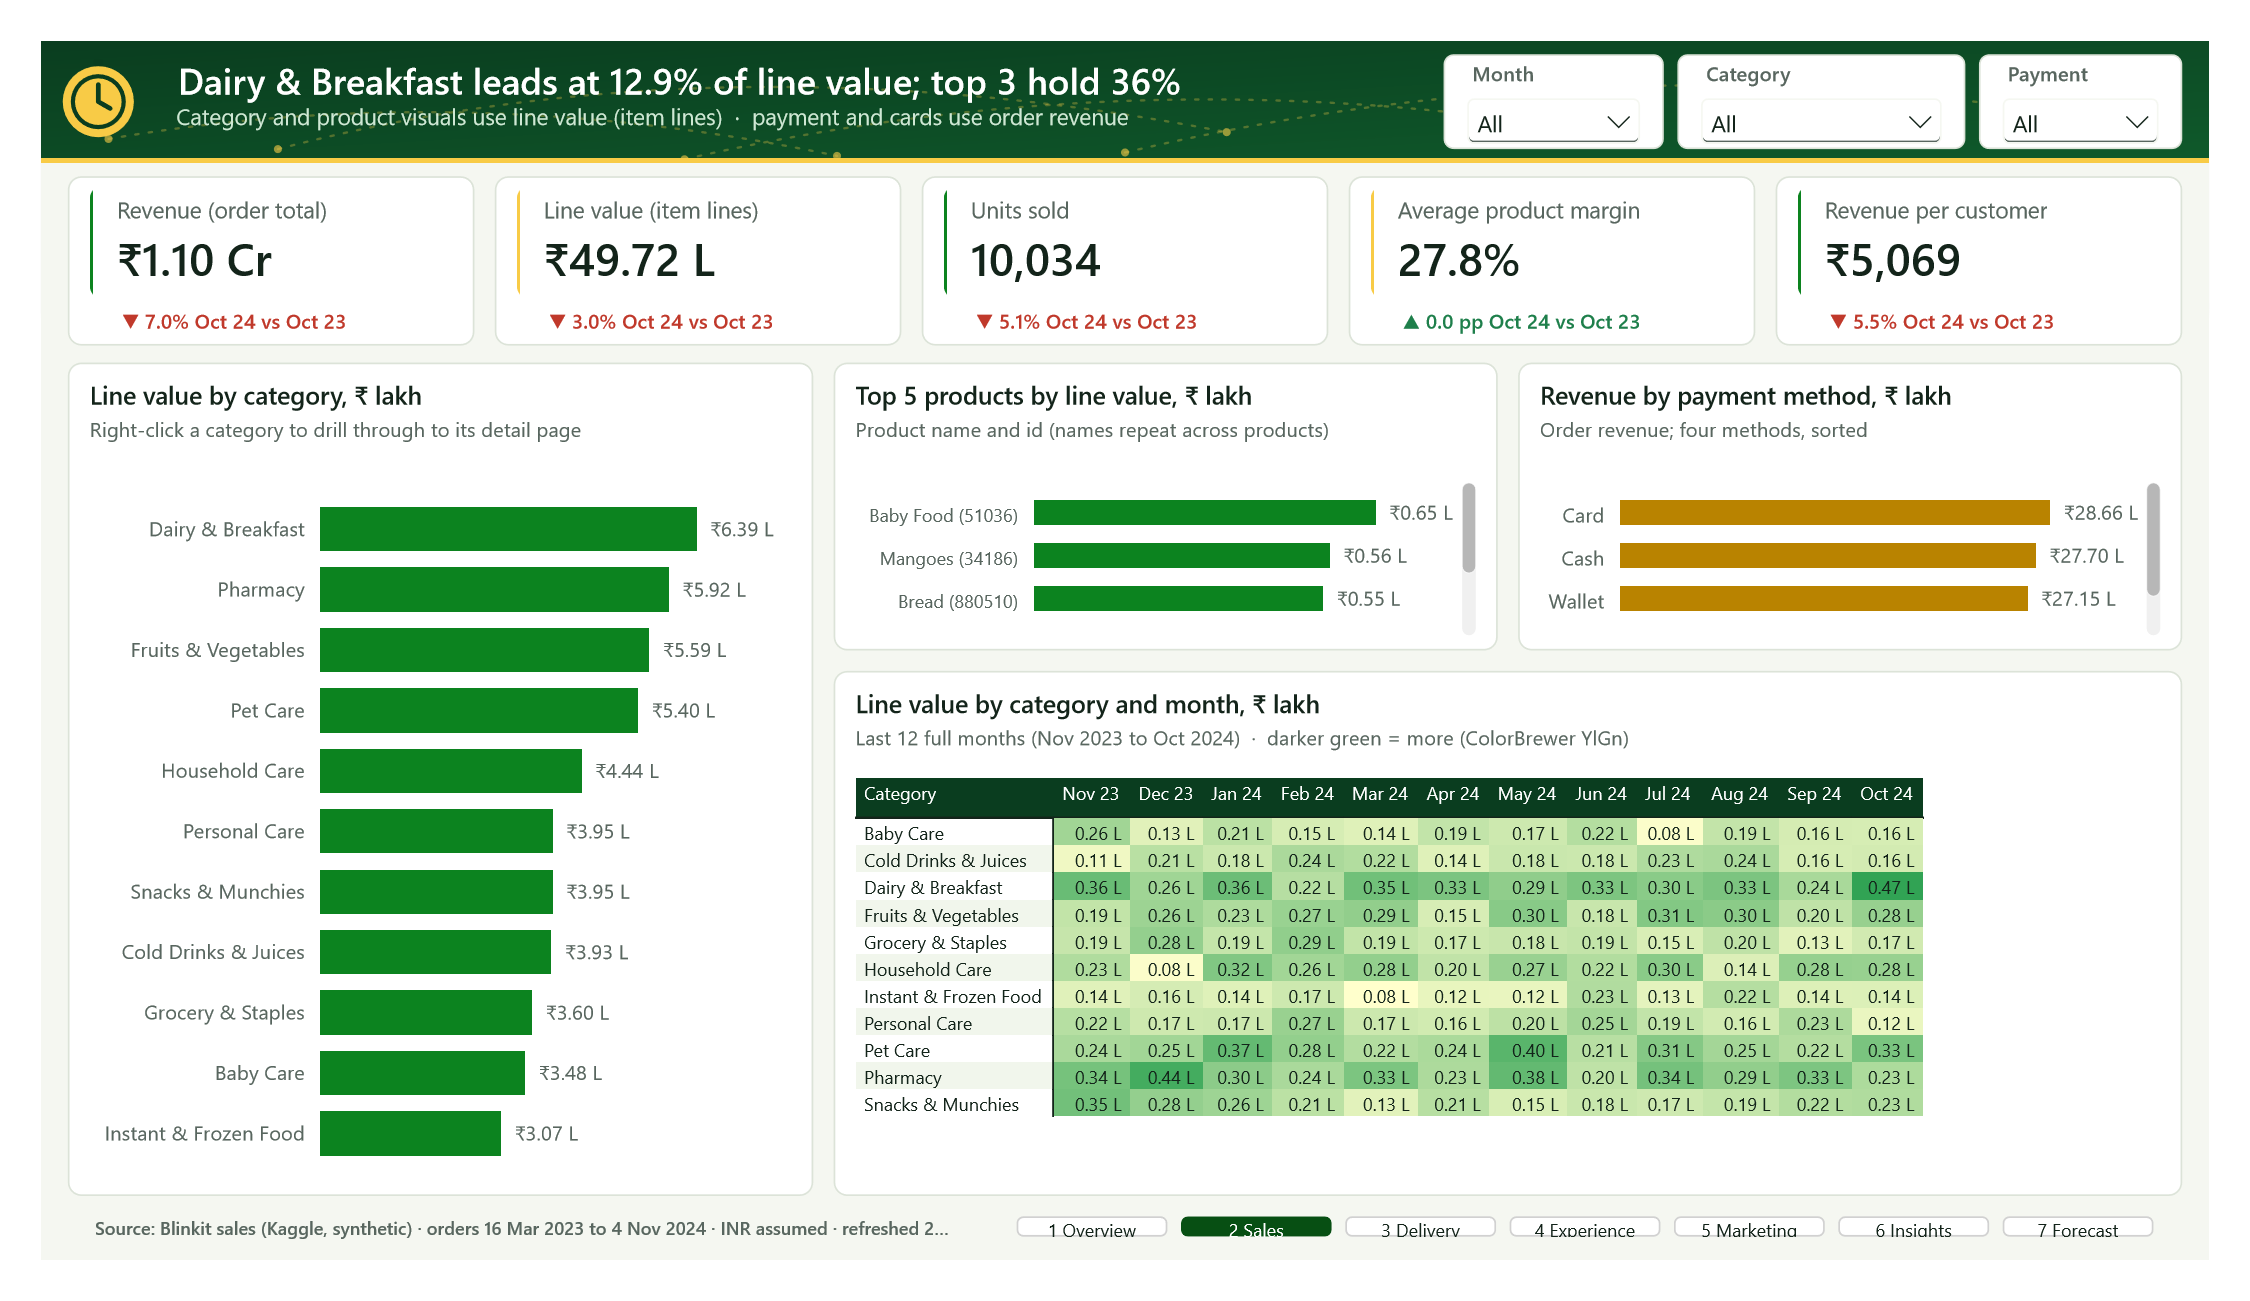 Dairy & Breakfast leads at 12.9% of line value; top 3 hold 36%
Category and product visuals use line value (item lines) · payment and cards use order revenue
Month
All
Category
All
Payment
All
Revenue (order total)
₹1.10 Cr
▼ 7.0% Oct 24 vs Oct 23
Line value (item lines)
₹49.72 L
▼ 3.0% Oct 24 vs Oct 23
Units sold
10,034
▼ 5.1% Oct 24 vs Oct 23
Average product margin
27.8%
▲ 0.0 pp Oct 24 vs Oct 23
Revenue per customer
₹5,069
▼ 5.5% Oct 24 vs Oct 23
Line value by category, ₹ lakh
Right-click a category to drill through to its detail page
Dairy & Breakfast ₹6.39 L
Pharmacy ₹5.92 L
Fruits & Vegetables ₹5.59 L
Pet Care ₹5.40 L
Household Care ₹4.44 L
Personal Care ₹3.95 L
Snacks & Munchies ₹3.95 L
Cold Drinks & Juices ₹3.93 L
Grocery & Staples ₹3.60 L
Baby Care ₹3.48 L
Instant & Frozen Food ₹3.07 L
Top 5 products by line value, ₹ lakh
Product name and id (names repeat across products)
Baby Food (51036) ₹0.65 L
Mangoes (34186) ₹0.56 L
Bread (880510) ₹0.55 L
Revenue by payment method, ₹ lakh
Order revenue; four methods, sorted
Card ₹28.66 L
Cash ₹27.70 L
Wallet ₹27.15 L
Line value by category and month, ₹ lakh
Last 12 full months (Nov 2023 to Oct 2024) · darker green = more (ColorBrewer YlGn)
Category Nov 23 Dec 23 Jan 24 Feb 24 Mar 24 Apr 24 May 24 Jun 24 Jul 24 Aug 24 Sep 24 Oct 24
Baby Care 0.26 L 0.13 L 0.21 L 0.15 L 0.14 L 0.19 L 0.17 L 0.22 L 0.08 L 0.19 L 0.16 L 0.16 L
Cold Drinks & Juices 0.11 L 0.21 L 0.18 L 0.24 L 0.22 L 0.14 L 0.18 L 0.18 L 0.23 L 0.24 L 0.16 L 0.16 L
Dairy & Breakfast 0.36 L 0.26 L 0.36 L 0.22 L 0.35 L 0.33 L 0.29 L 0.33 L 0.30 L 0.33 L 0.24 L 0.47 L
Fruits & Vegetables 0.19 L 0.26 L 0.23 L 0.27 L 0.29 L 0.15 L 0.30 L 0.18 L 0.31 L 0.30 L 0.20 L 0.28 L
Grocery & Staples 0.19 L 0.28 L 0.19 L 0.29 L 0.19 L 0.17 L 0.18 L 0.19 L 0.15 L 0.20 L 0.13 L 0.17 L
Household Care 0.23 L 0.08 L 0.32 L 0.26 L 0.28 L 0.20 L 0.27 L 0.22 L 0.30 L 0.14 L 0.28 L 0.28 L
Instant & Frozen Food 0.14 L 0.16 L 0.14 L 0.17 L 0.08 L 0.12 L 0.12 L 0.23 L 0.13 L 0.22 L 0.14 L 0.14 L
Personal Care 0.22 L 0.17 L 0.17 L 0.27 L 0.17 L 0.16 L 0.20 L 0.25 L 0.19 L 0.16 L 0.23 L 0.12 L
Pet Care 0.24 L 0.25 L 0.37 L 0.28 L 0.22 L 0.24 L 0.40 L 0.21 L 0.31 L 0.25 L 0.22 L 0.33 L
Pharmacy 0.34 L 0.44 L 0.30 L 0.24 L 0.33 L 0.23 L 0.38 L 0.20 L 0.34 L 0.29 L 0.33 L 0.23 L
Snacks & Munchies 0.35 L 0.28 L 0.26 L 0.21 L 0.13 L 0.21 L 0.15 L 0.18 L 0.17 L 0.19 L 0.22 L 0.23 L
Source: Blinkit sales (Kaggle, synthetic) · orders 16 Mar 2023 to 4 Nov 2024 · INR assumed · refreshed 2...
1 Overview
2 Sales
3 Delivery
4 Experience
5 Marketing
6 Insights
7 Forecast